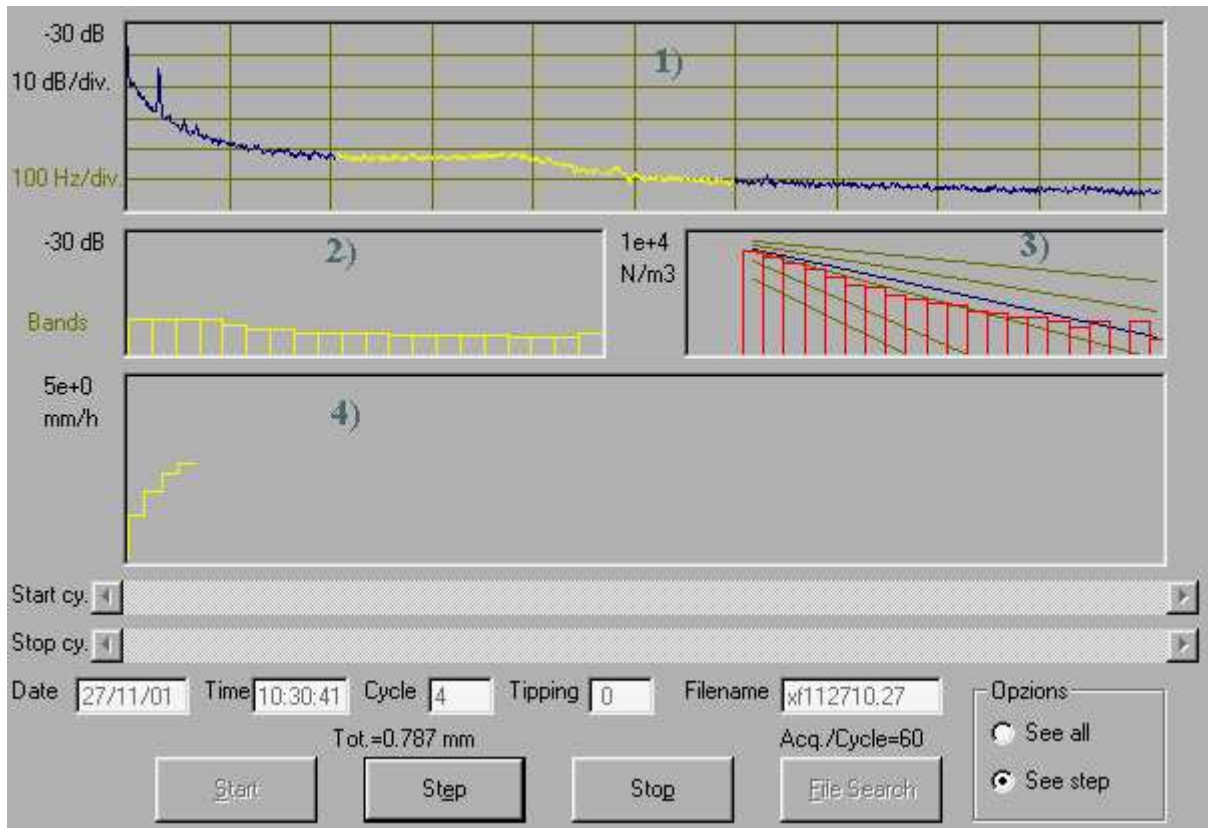 -30 dB
10 dB/div.
1)
100 Hz/div.
-30 dB
2)
Bands
1e+4
N/m3
3)
5e+0
mm/h
4)
Start cy.
Stop cy.
Date 27/11/01 Time 10:30:41 Cycle 4 Tipping 0 Filename xf112710.27
Opzions
See all
See step
Tot.=0.787 mm
Acq./Cycle=60
Start Step Stop File Search